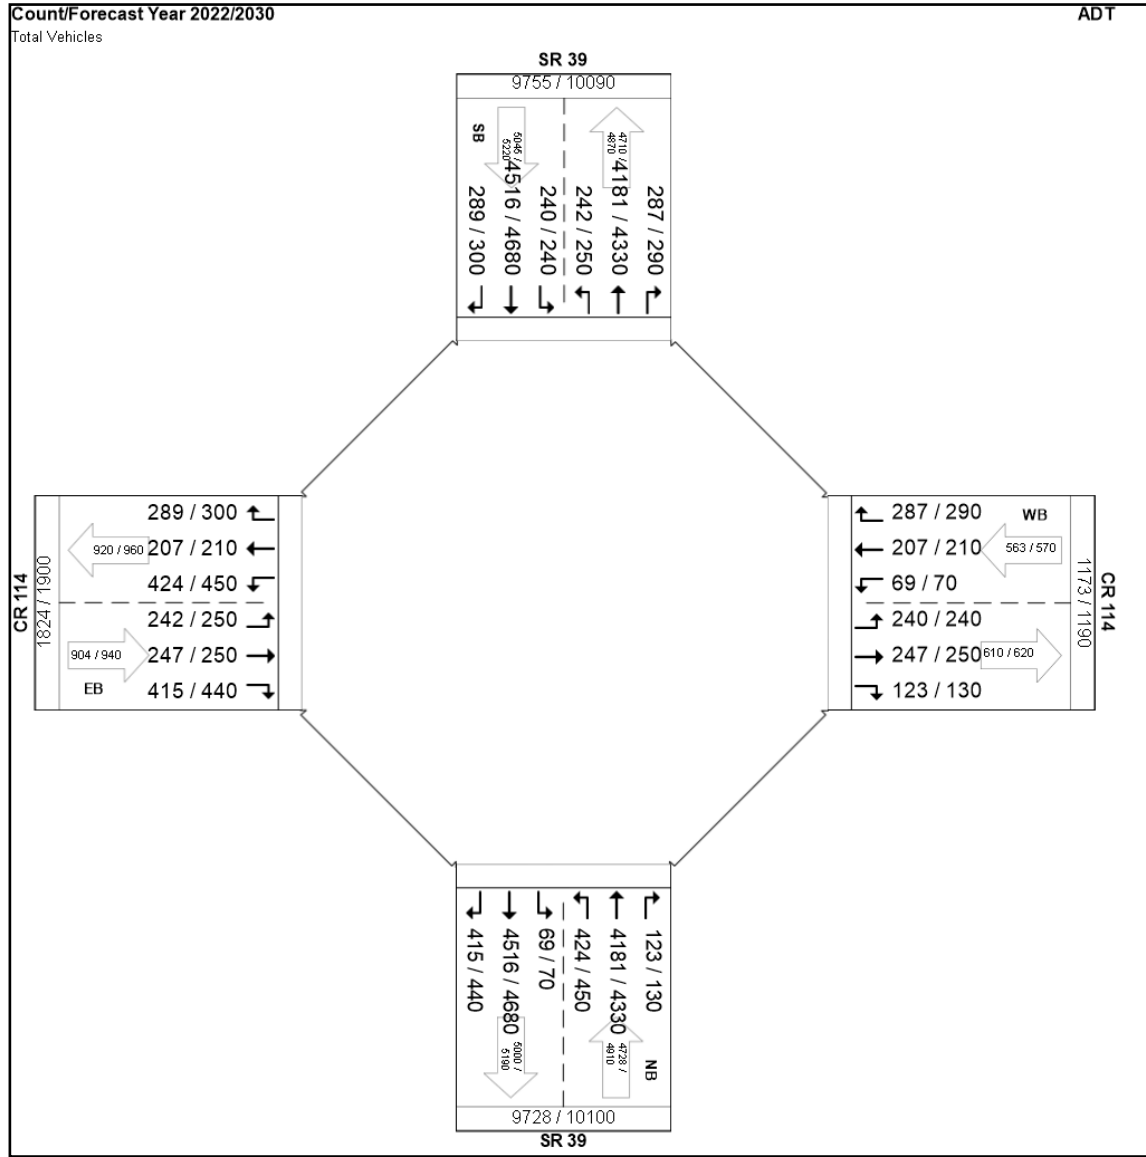 Count/Forecast Year 2022/2030
ADT
Total Vehicles
SR 39
9755 / 10090
SB
5045 /
5220
289 / 300
4516 / 4680
240 / 240
4710 /
4870
242 / 250
4181 / 4330
287 / 290
CR 114
1824 / 1900
289 / 300
920 / 960
207 / 210
424 / 450
242 / 250
904 / 940
247 / 250
EB
415 / 440
287 / 290
WB
207 / 210
563 / 570
69 / 70
240 / 240
247 / 250
610 / 620
123 / 130
1173 / 1190
CR 114
415 / 440
4516 / 4680
69 / 70
424 / 450
4181 / 4330
123 / 130
5000 /
5190
4728 /
4910
NB
9728 / 10100
SR 39